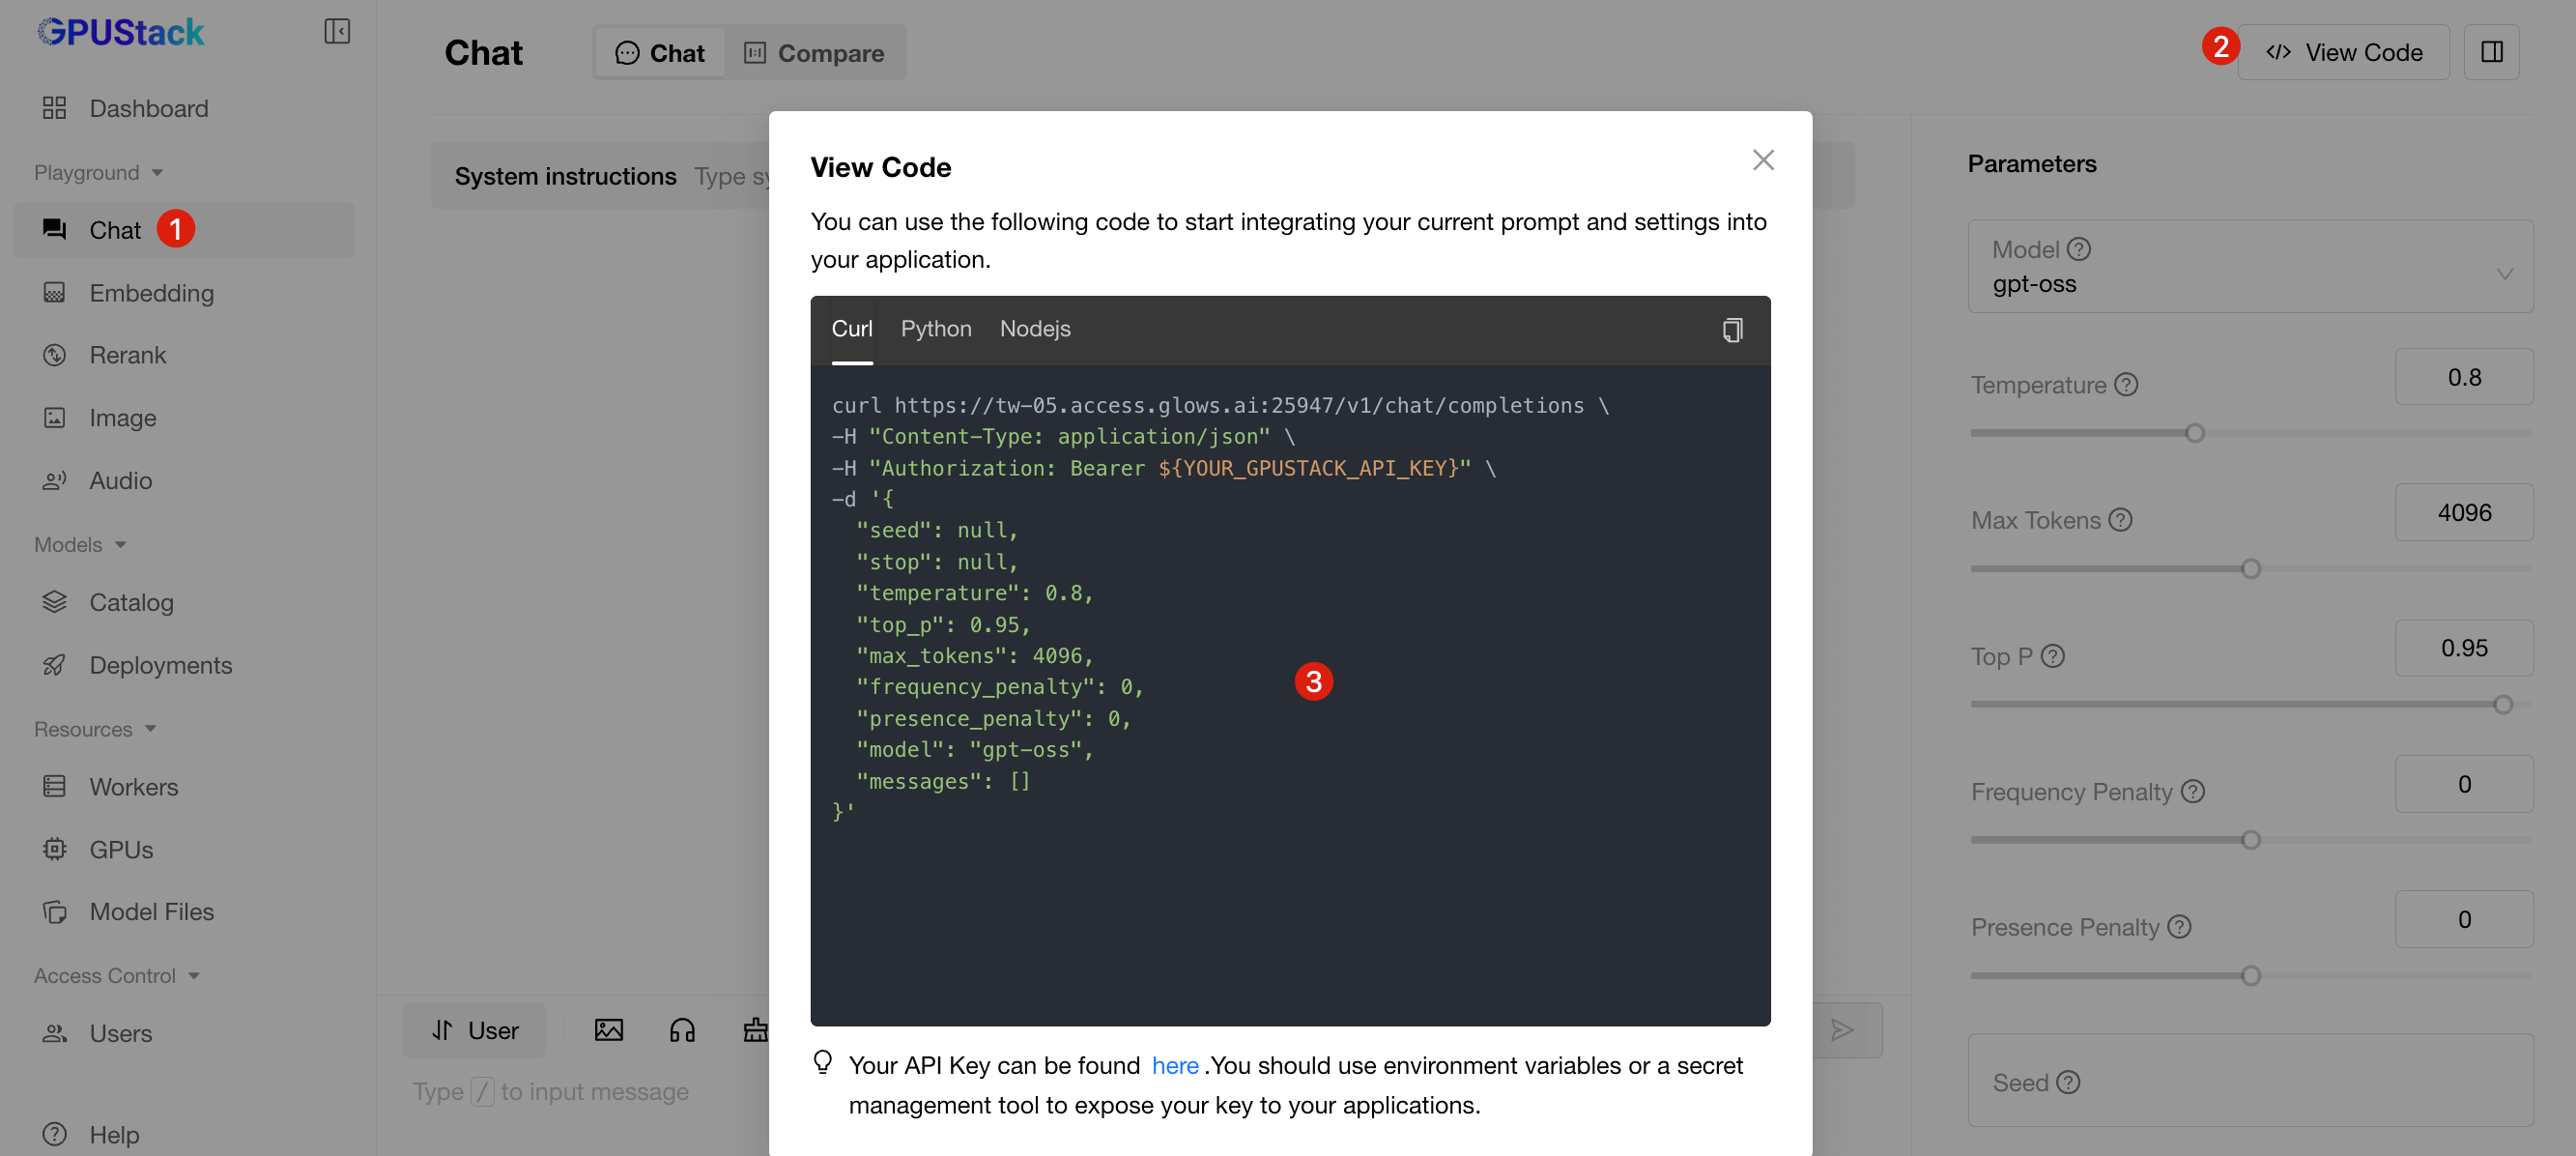 GPUStack
Dashboard
Playground
Chat 1
Embedding
Rerank
Image
Audio
Models
Catalog
Deployments
Resources
Workers
GPUs
Model Files
Access Control
Users
Help
Chat
Chat
Compare
2
View Code
System instructions Type sy
View Code
You can use the following code to start integrating your current prompt and settings into
your application.
Curl Python Nodejs
curl https://tw-05.access.glows.ai:25947/v1/chat/completions \
-H "Content-Type: application/json" \
-H "Authorization: Bearer ${YOUR_GPUSTACK_API_KEY}" \
-d '{
  "seed": null,
  "stop": null,
  "temperature": 0.8,
  "top_p": 0.95,
  "max_tokens": 4096,
  "frequency_penalty": 0,
  "presence_penalty": 0,
  "model": "gpt-oss",
  "messages": []
}'
3
Your API Key can be found here .You should use environment variables or a secret
management tool to expose your key to your applications.
User
Type / to input message
Parameters
Model
gpt-oss
Temperature 0.8
Max Tokens 4096
Top P 0.95
Frequency Penalty 0
Presence Penalty 0
Seed